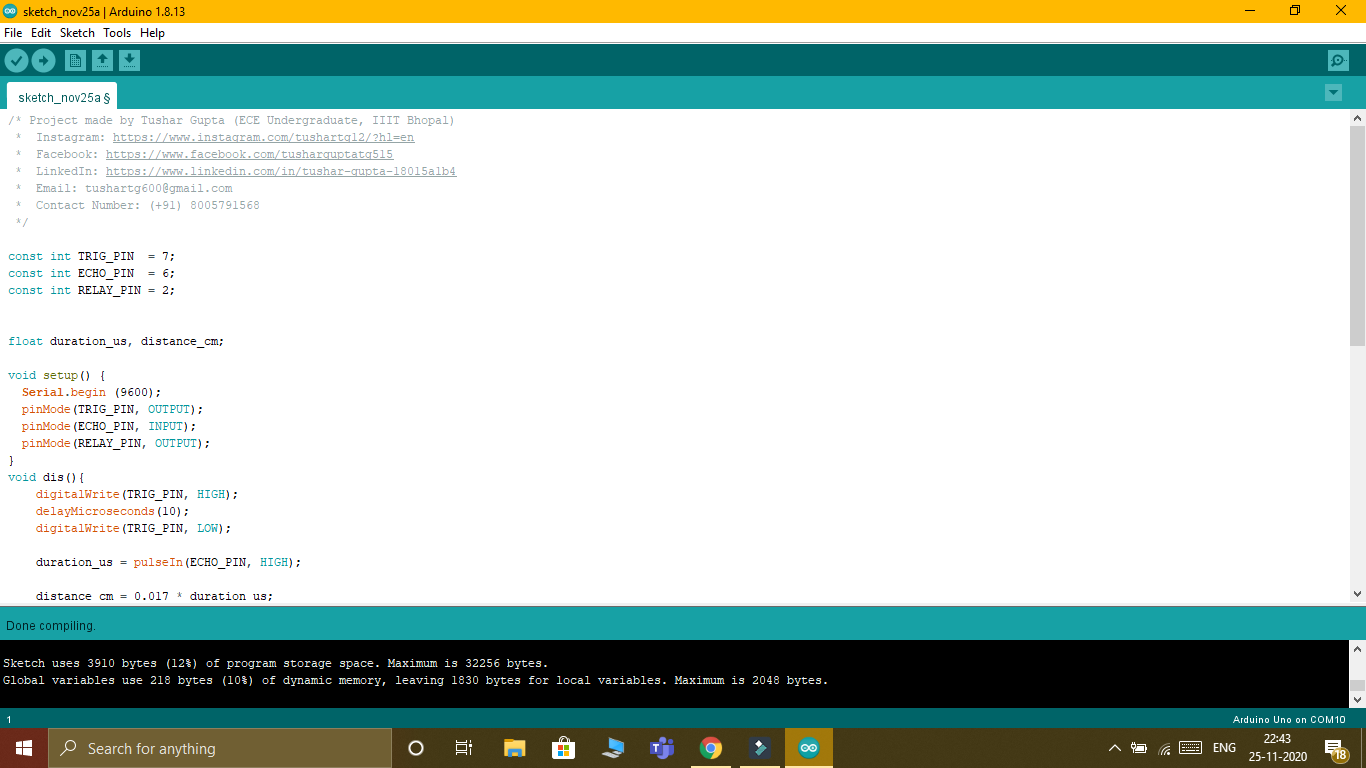 sketch_nov25a | Arduino 1.8.13
File Edit Sketch Tools Help
sketch_nov25a §
/* Project made by Tushar Gupta (ECE Undergraduate, IIIT Bhopal)
 *  Instagram: https://www.instagram.com/tushartg12/?hl=en
 *  Facebook: https://www.facebook.com/tusharguptatg515
 *  LinkedIn: https://www.linkedin.com/in/tushar-gupta-18015a1b4
 *  Email: tushartg600@gmail.com
 *  Contact Number: (+91) 8005791568
 */
const int TRIG_PIN  = 7;
const int ECHO_PIN  = 6;
const int RELAY_PIN = 2;
float duration_us, distance_cm;
void setup() {
  Serial.begin (9600);
  pinMode(TRIG_PIN, OUTPUT);
  pinMode(ECHO_PIN, INPUT);
  pinMode(RELAY_PIN, OUTPUT);
}
void dis(){
    digitalWrite(TRIG_PIN, HIGH);
    delayMicroseconds(10);
    digitalWrite(TRIG_PIN, LOW);
    duration_us = pulseIn(ECHO_PIN, HIGH);
    distance_cm = 0.017 * duration_us;
Done compiling.
Sketch uses 3910 bytes (12%) of program storage space. Maximum is 32256 bytes.
Global variables use 218 bytes (10%) of dynamic memory, leaving 1830 bytes for local variables. Maximum is 2048 bytes.
1 Arduino Uno on COM10
Search for anything
ENG
22:43
25-11-2020
18